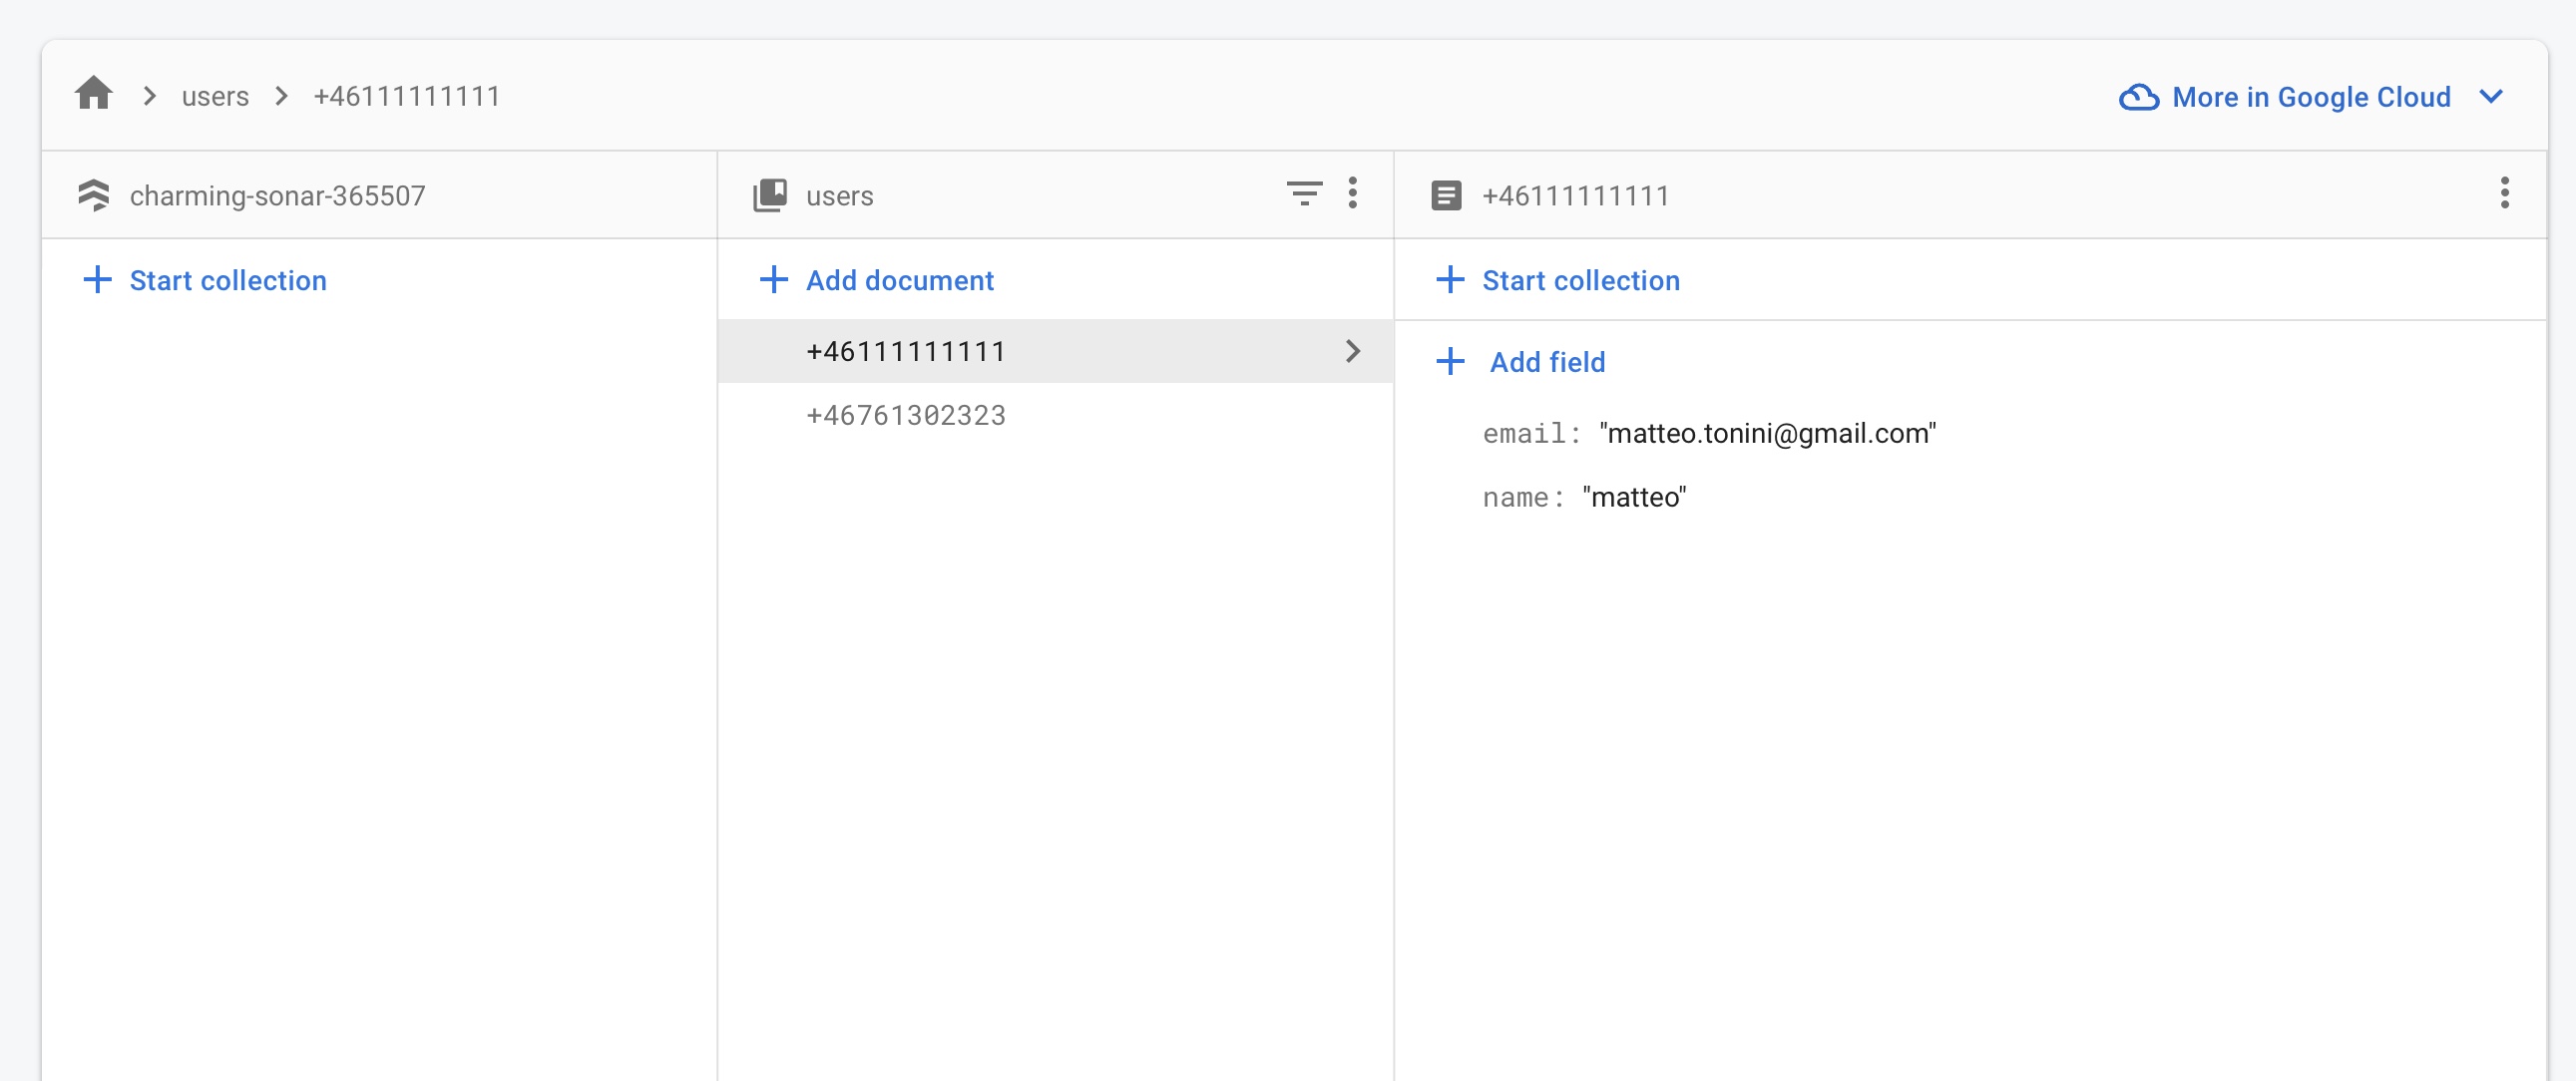 users +46111111111
More in Google Cloud
charming-sonar-365507
Start collection
users
Add document
+46111111111
+46761302323
+46111111111
Start collection
Add field
email: "matteo.tonini@gmail.com"
name: "matteo"